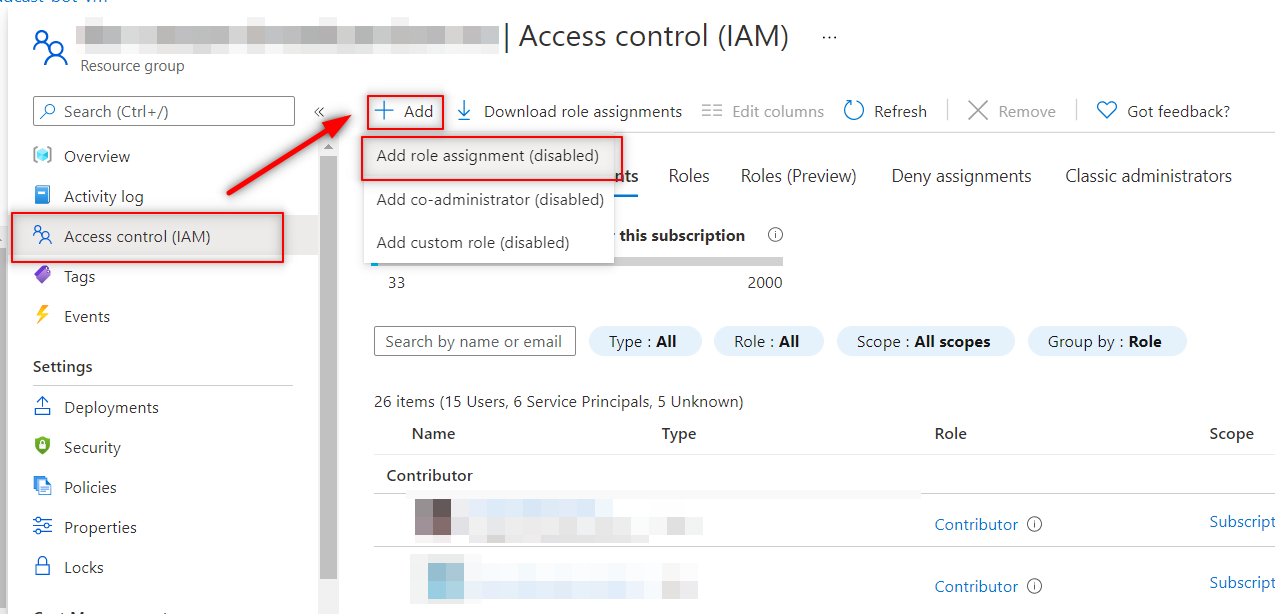 | Access control (IAM) ...
Resource group
Search (Ctrl+/)
«
Add
Download role assignments
Edit columns
Refresh
Remove
Got feedback?
Overview
Activity log
Access control (IAM)
Tags
Events
Settings
Deployments
Security
Policies
Properties
Locks
Add role assignment (disabled)
Add co-administrator (disabled)
Add custom role (disabled)
Roles
Roles (Preview)
Deny assignments
Classic administrators
this subscription
33
2000
Search by name or email
Type : All
Role : All
Scope : All scopes
Group by : Role
26 items (15 Users, 6 Service Principals, 5 Unknown)
Name
Type
Role
Scope
Contributor
Contributor
Subscript
Contributor
Subscript